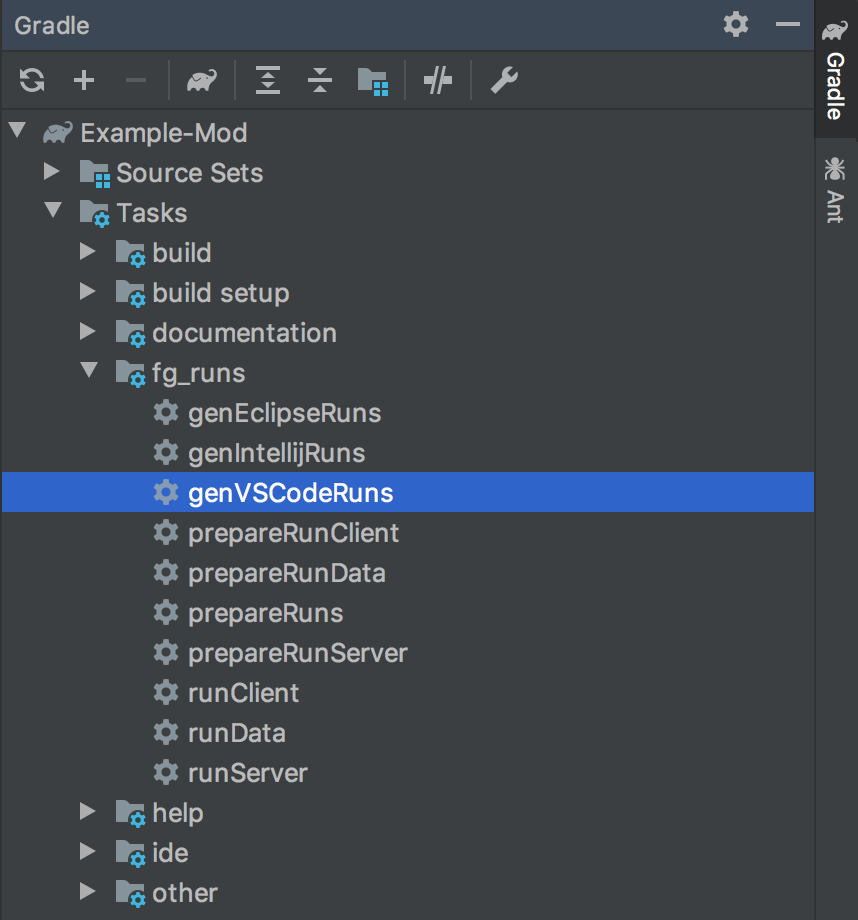 Gradle
Example-Mod
Source Sets
Tasks
build
build setup
documentation
fg_runs
genEclipseRuns
genIntellijRuns
genVSCodeRuns
prepareRunClient
prepareRunData
prepareRuns
prepareRunServer
runClient
runData
runServer
help
ide
other
Gradle
Ant